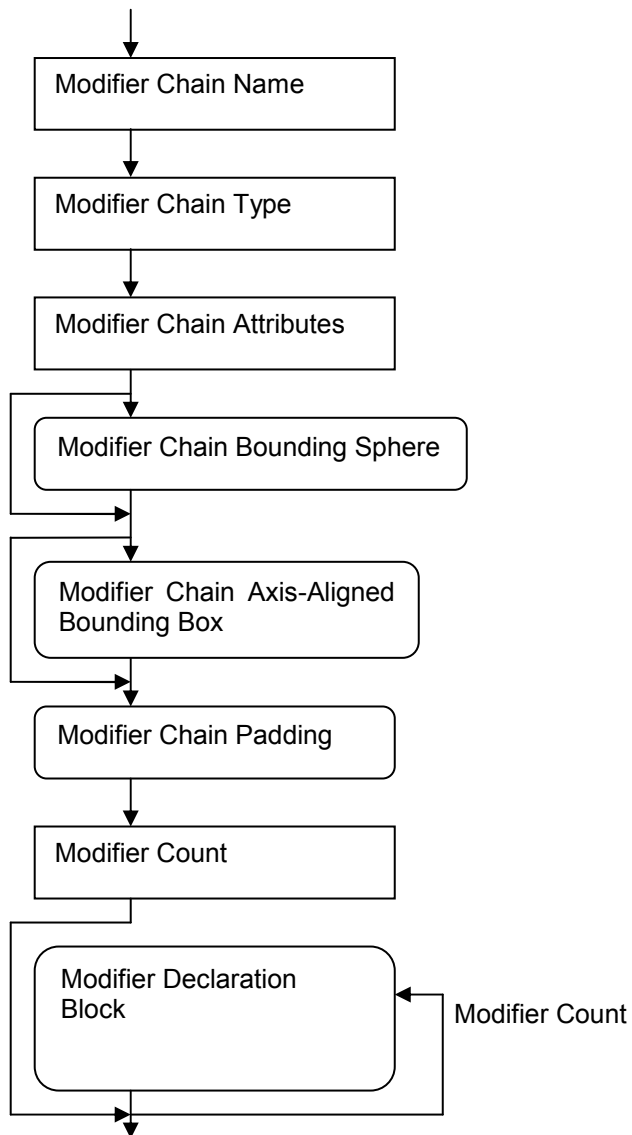 Modifier Chain Name
Modifier Chain Type
Modifier Chain Attributes
Modifier Chain Bounding Sphere
Modifier Chain Axis-Aligned
Bounding Box
Modifier Chain Padding
Modifier Count
Modifier Declaration
Block
Modifier Count